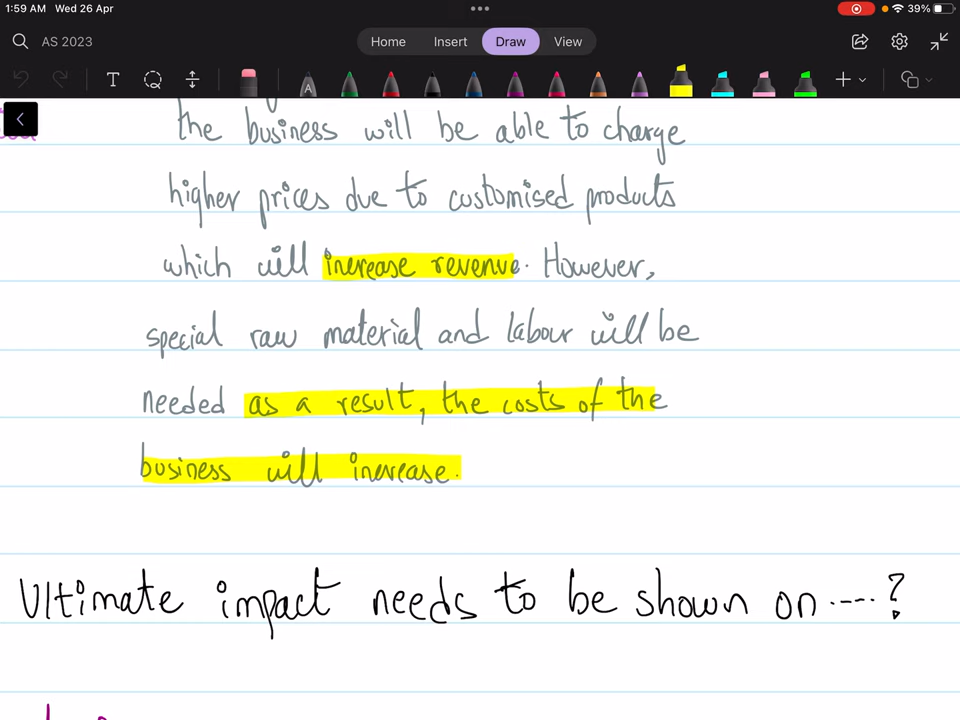 1:59 AM Wed 26 Apr
39%
AS 2023
Home Insert Draw View
T
A
the business will be able to charge
higher prices due to customised products
which will increase revenue. However,
special raw material and labour will be
needed as a result, the costs of the
business will increase.
Ultimate impact needs to be shown on ----?